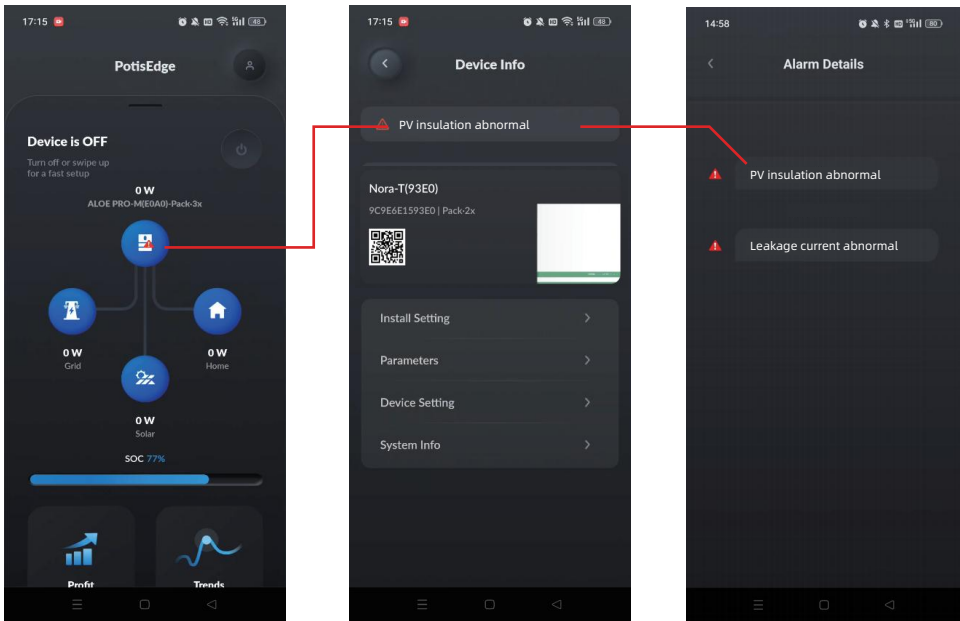 17:15
48
PotisEdge
Device is OFF
Turn off or swipe up
for a fast setup
0 W
ALOE PRO-M(E0A0)-Pack-3x
0 W
Grid
0 W
Home
0 W
Solar
SOC 77%
Profit
Trends
17:15
48
Device Info
PV insulation abnormal
Nora-T(93E0)
9C9E6E1593E0 | Pack-2x
Install Setting
Parameters
Device Setting
System Info
14:58
80
Alarm Details
PV insulation abnormal
Leakage current abnormal